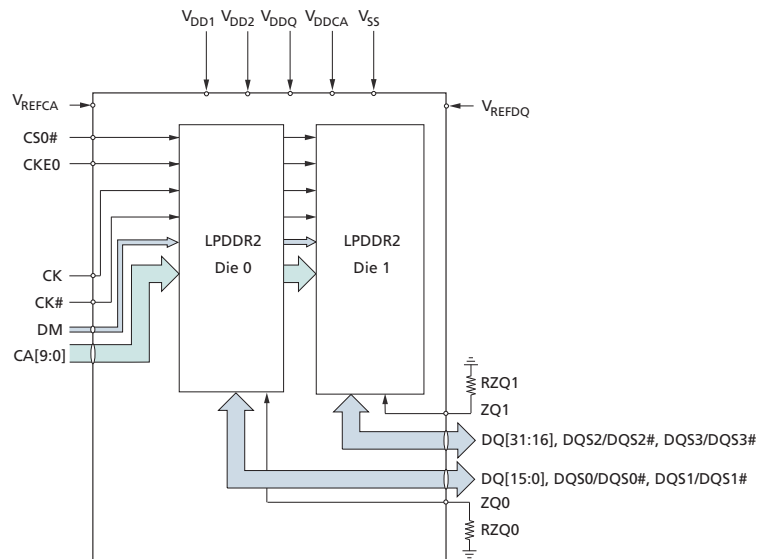 VDD1 VDD2 VDDQ VDDCA VSS
VREFCA
VREFDQ
CS0#
CKE0
LPDDR2
Die 0
LPDDR2
Die 1
CK
CK#
DM
CA[9:0]
RZQ1
ZQ1
DQ[31:16], DQS2/DQS2#, DQS3/DQS3#
DQ[15:0], DQS0/DQS0#, DQS1/DQS1#
ZQ0
RZQ0